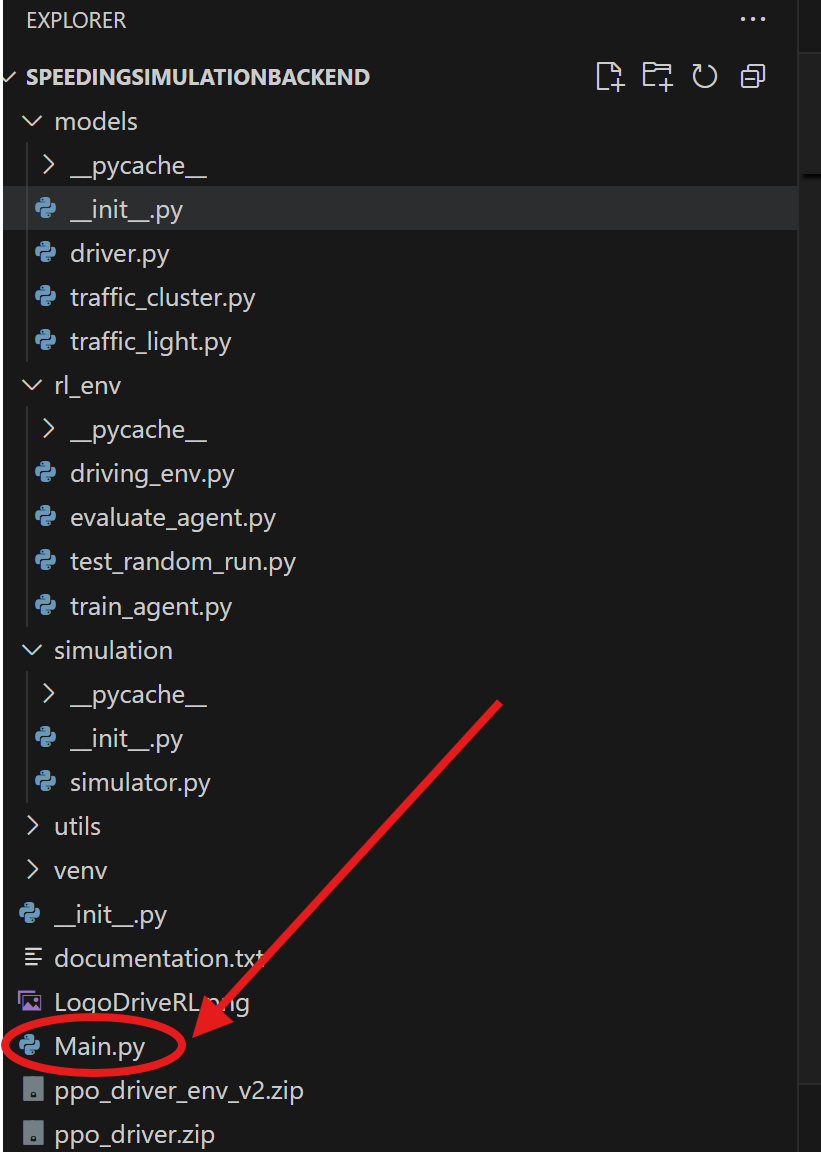 EXPLORER
SPEEDINGSIMULATIONBACKEND
models
__pycache__
__init__.py
driver.py
traffic_cluster.py
traffic_light.py
rl_env
__pycache__
driving_env.py
evaluate_agent.py
test_random_run.py
train_agent.py
simulation
__pycache__
__init__.py
simulator.py
utils
venv
__init__.py
documentation.txt
LogoDriveRL.png
Main.py
ppo_driver_env_v2.zip
ppo_driver.zip